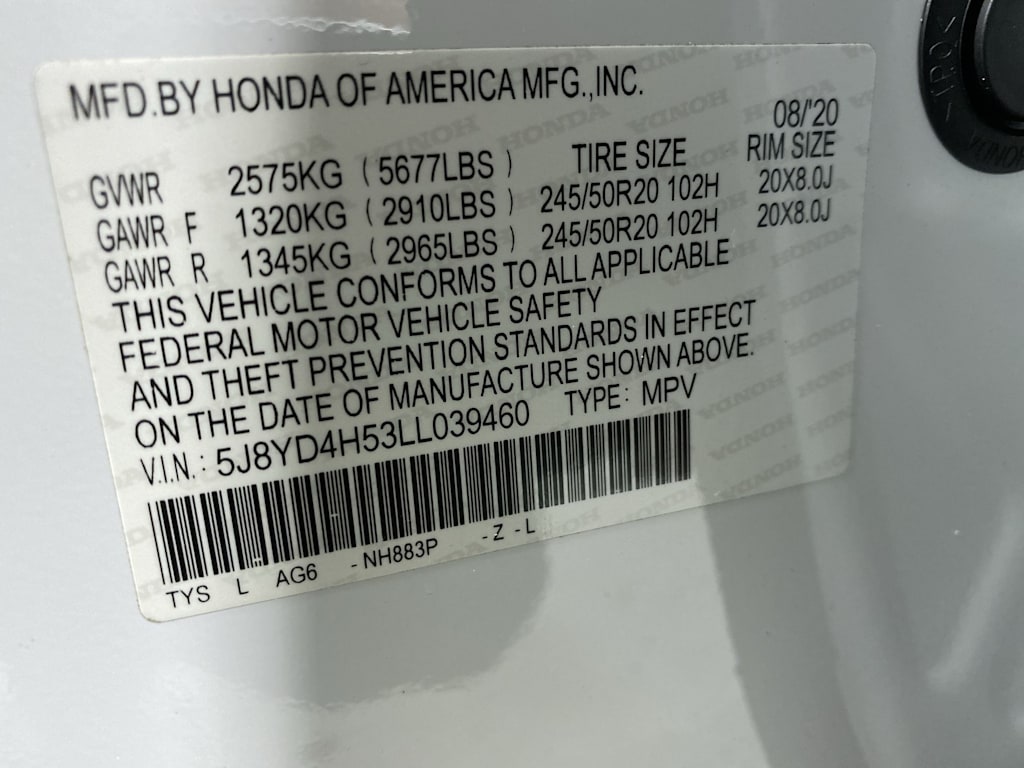 MFD.BY HONDA OF AMERICA MFG.,INC.
08/'20
GVWR 2575KG ( 5677LBS ) TIRE SIZE RIM SIZE
GAWR F 1320KG ( 2910LBS ) 245/50R20 102H 20X8.0J
GAWR R 1345KG ( 2965LBS ) 245/50R20 102H 20X8.0J
THIS VEHICLE CONFORMS TO ALL APPLICABLE
FEDERAL MOTOR VEHICLE SAFETY
AND THEFT PREVENTION STANDARDS IN EFFECT
ON THE DATE OF MANUFACTURE SHOWN ABOVE.
V.I.N.: 5J8YD4H53LL039460 TYPE: MPV
TYS L AG6 -NH883P -Z -L